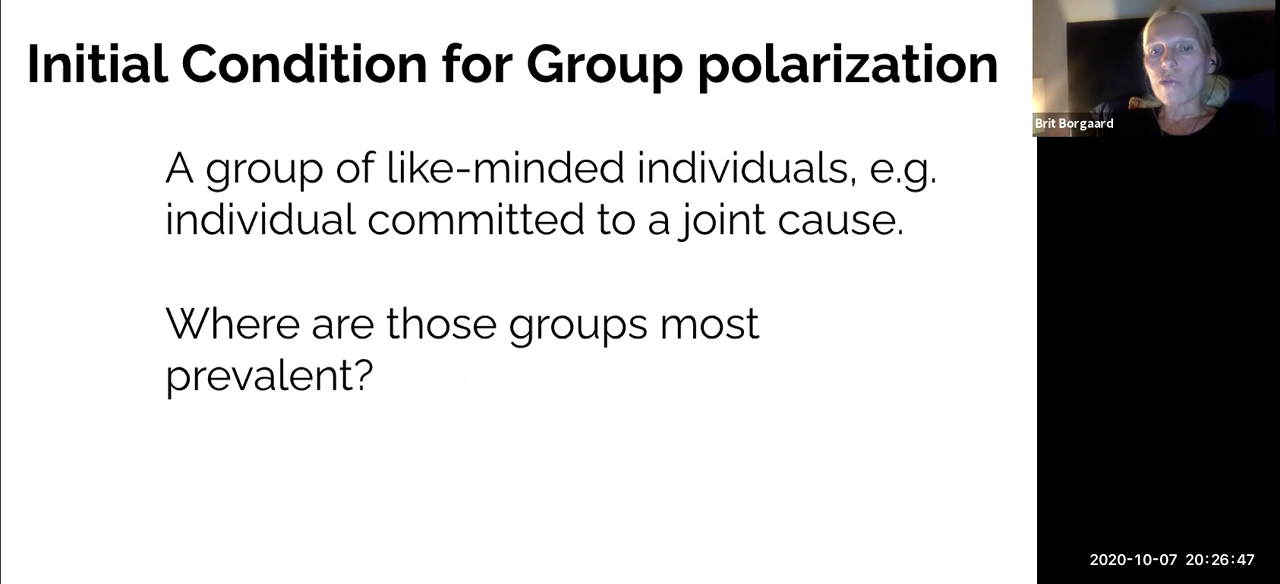 Initial Condition for Group polarization
A group of like-minded individuals, e.g.
individual committed to a joint cause.
Where are those groups most
prevalent?
Brit Borgaard
2020-10-07 20:26:47